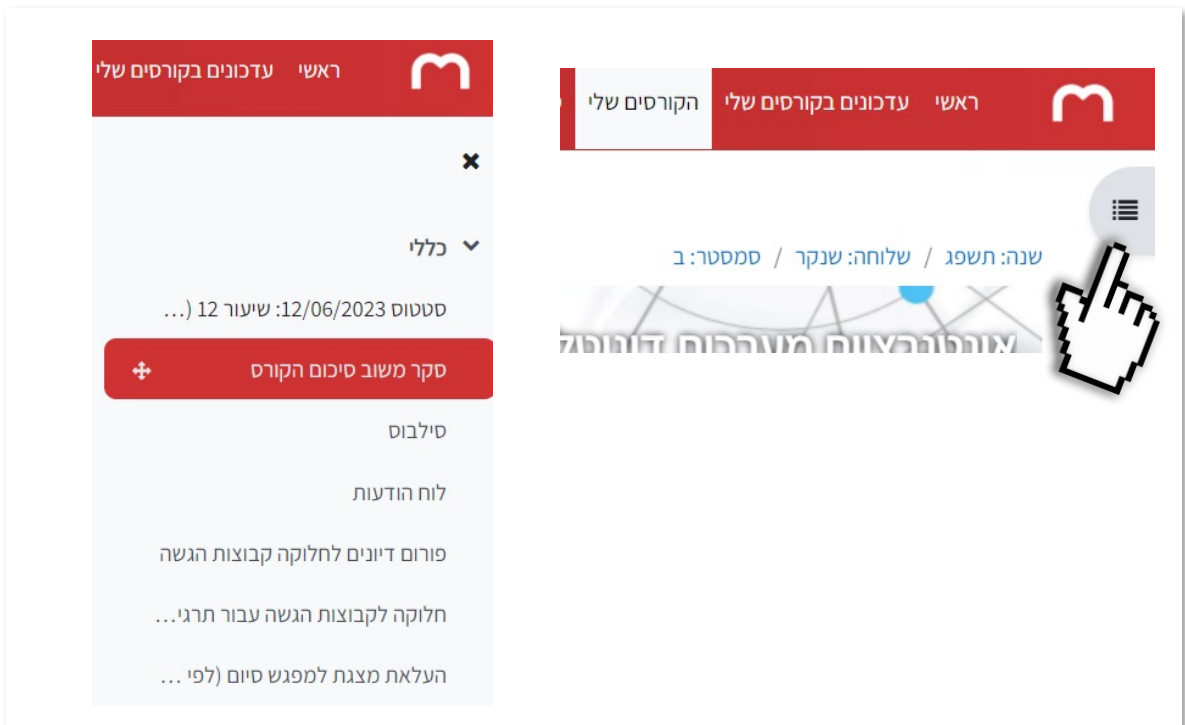 ראשי עדכונים בקורסים שלי הקורסים שלי
שנה: תשפג / שלוחה: שנקר / סמסטר: ב
ראשי עדכונים בקורסים שלי
כללי
סטטוס 12/06/2023: שיעור 12 (...
סקר משוב סיכום הקורס
סילבוס
לוח הודעות
פורום דיונים לחלוקה קבוצות הגשה
חלוקה לקבוצות הגשה עבור תרגי...
העלאת מצגת למפגש סיום (לפי ...